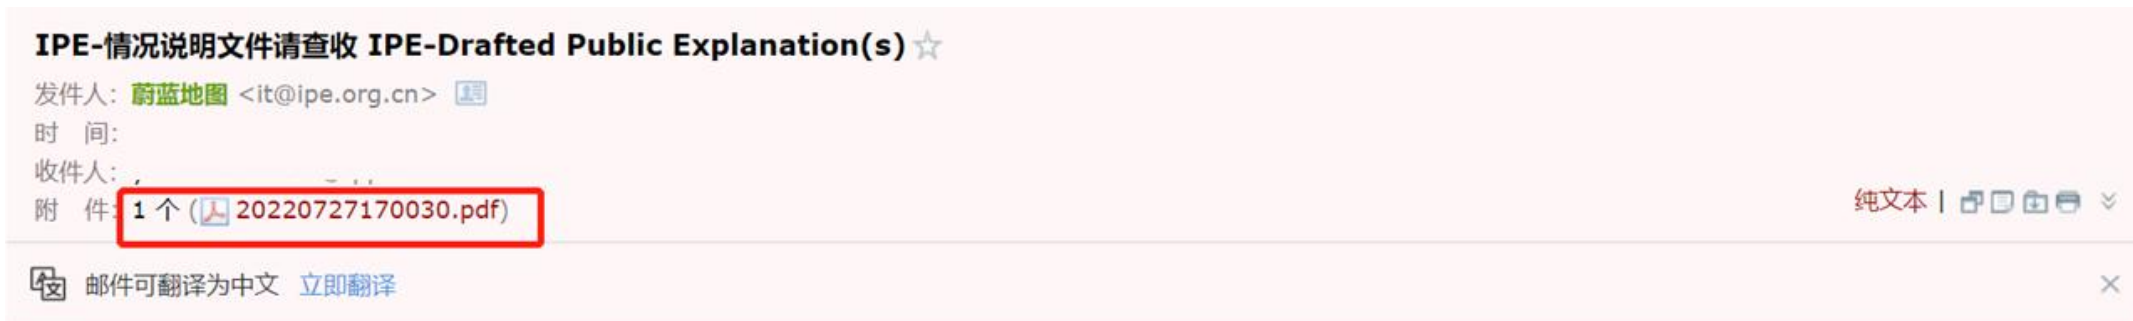 IPE-情况说明文件请查收 IPE-Drafted Public Explanation(s)
发件人: 蔚蓝地图 <it@ipe.org.cn>
时 间:
收件人:
附 件: 1 个 (20220727170030.pdf)
纯文本 |
邮件可翻译为中文 立即翻译